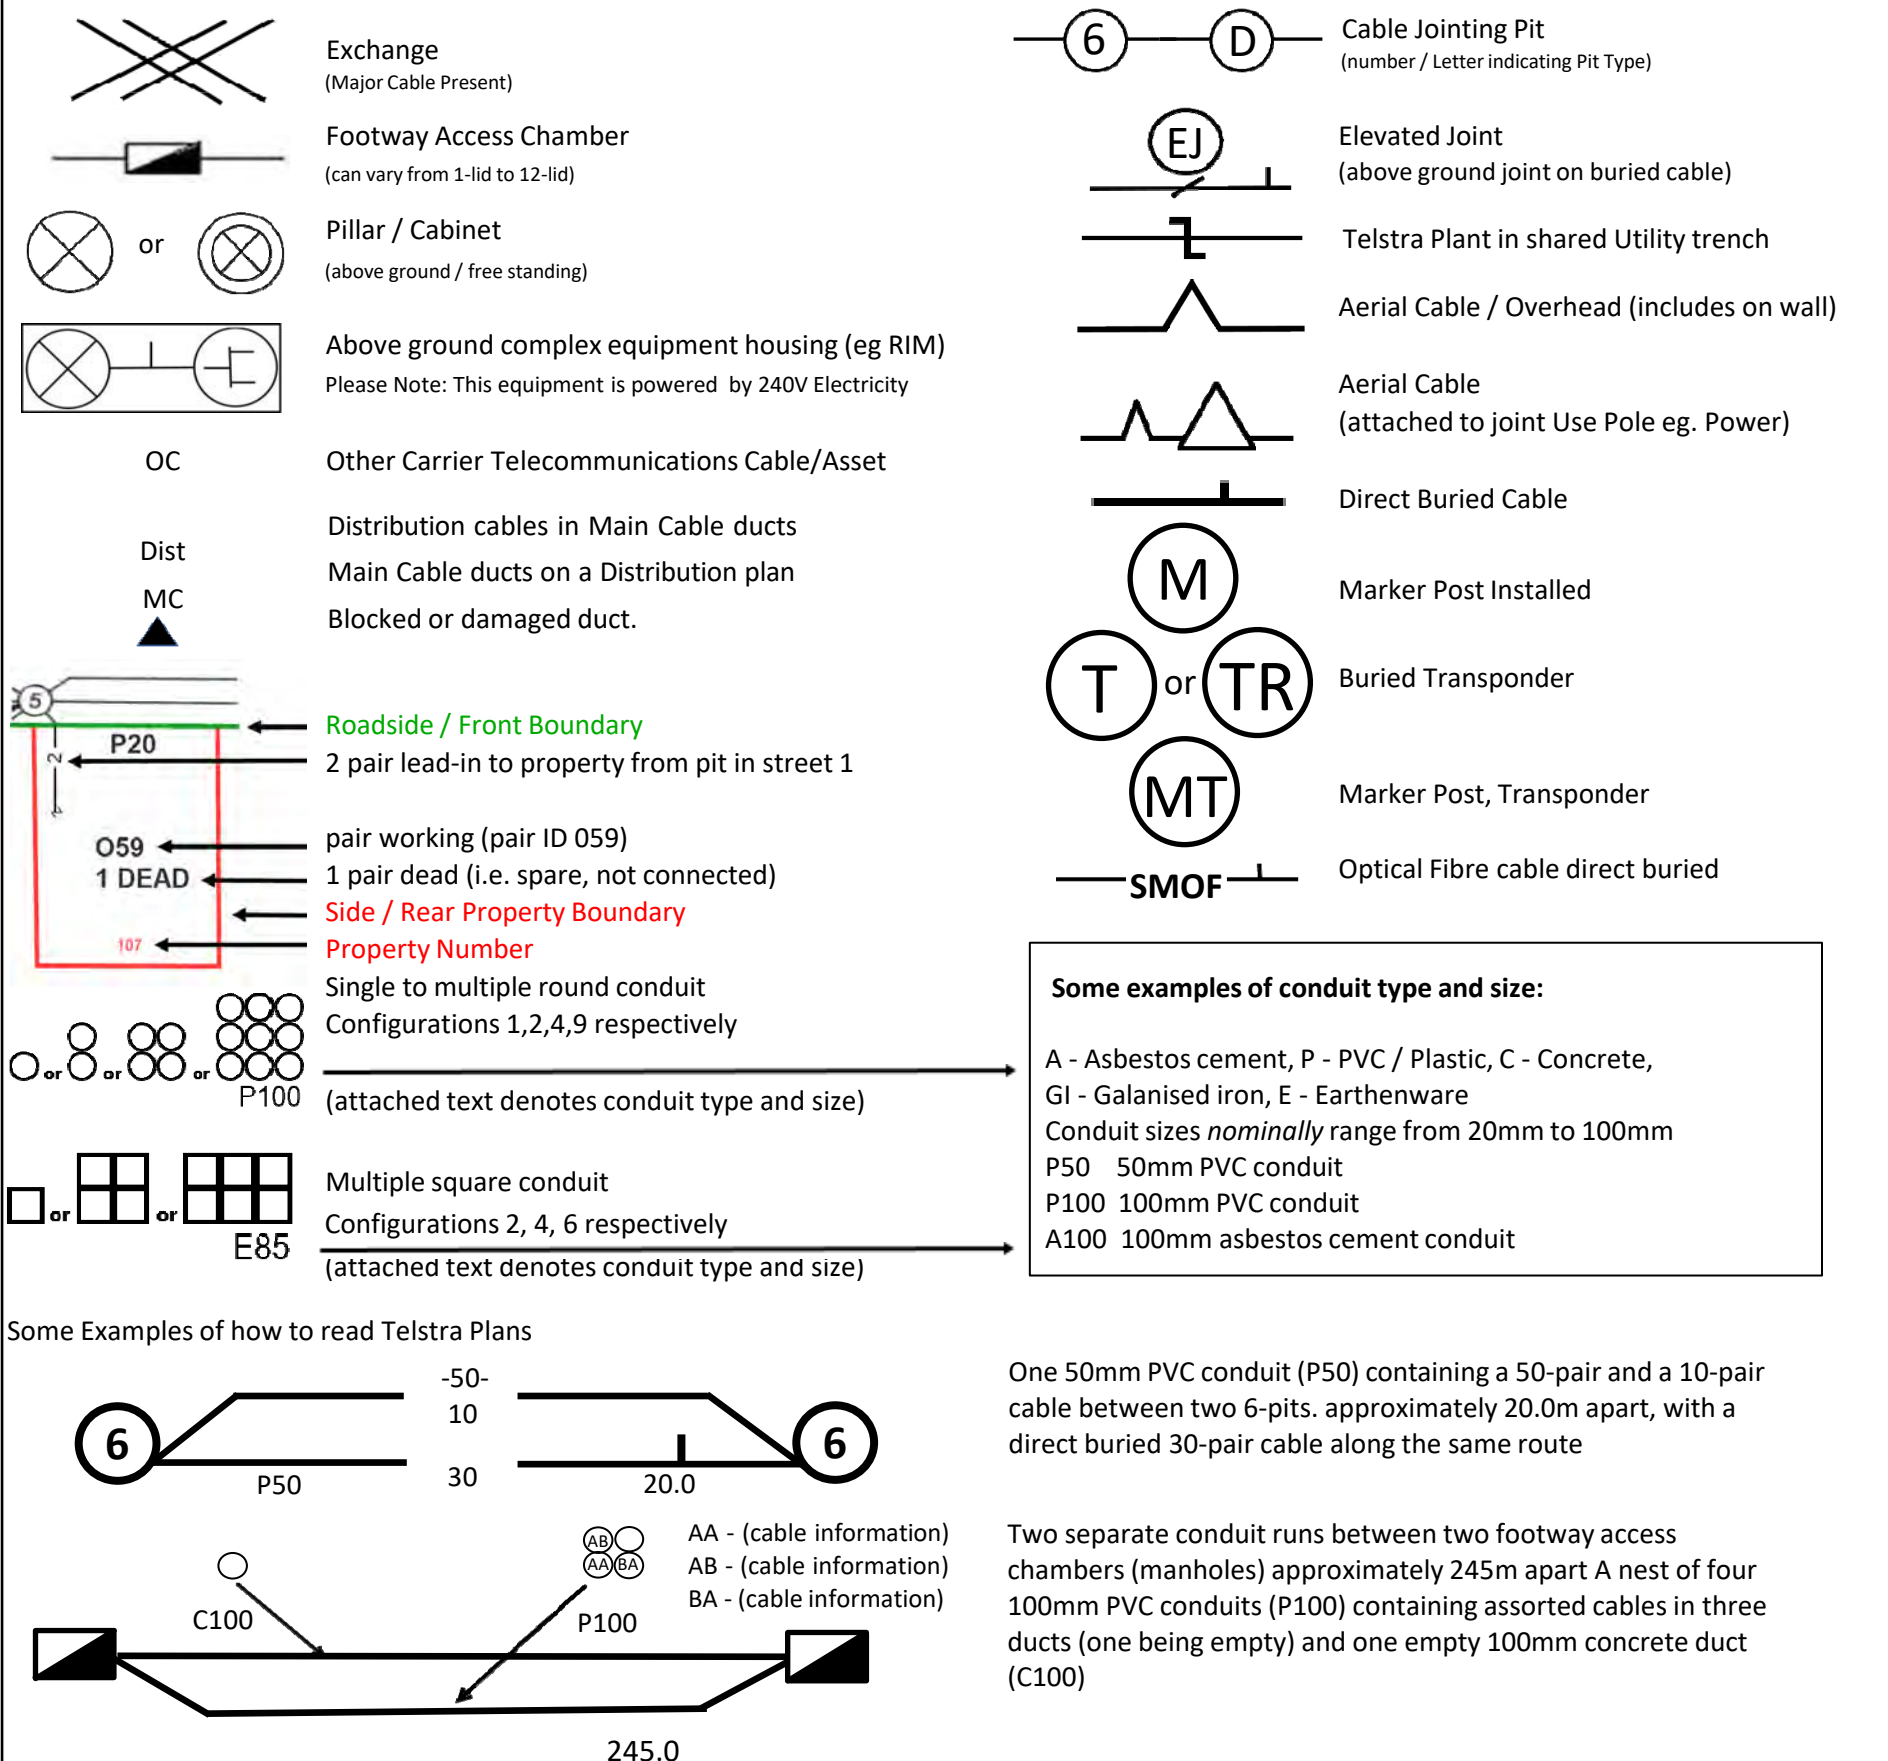 Exchange
(Major Cable Present)
Footway Access Chamber
(can vary from 1-lid to 12-lid)
or
Pillar / Cabinet
(above ground / free standing)
Above ground complex equipment housing (eg RIM)
Please Note: This equipment is powered by 240V Electricity
OC
Other Carrier Telecommunications Cable/Asset
Dist
Distribution cables in Main Cable ducts
MC
Main Cable ducts on a Distribution plan
Blocked or damaged duct.
5
P20
2
O59
1 DEAD
107
Roadside / Front Boundary
2 pair lead-in to property from pit in street 1
pair working (pair ID 059)
1 pair dead (i.e. spare, not connected)
Side / Rear Property Boundary
Property Number
Single to multiple round conduit
Configurations 1,2,4,9 respectively
or or or
P100
(attached text denotes conduit type and size)
or or
E85
Multiple square conduit
Configurations 2, 4, 6 respectively
(attached text denotes conduit type and size)
6 D
Cable Jointing Pit
(number / Letter indicating Pit Type)
EJ
Elevated Joint
(above ground joint on buried cable)
Telstra Plant in shared Utility trench
Aerial Cable / Overhead (includes on wall)
Aerial Cable
(attached to joint Use Pole eg. Power)
Direct Buried Cable
M
Marker Post Installed
T or TR
Buried Transponder
MT
Marker Post, Transponder
SMOF
Optical Fibre cable direct buried
Some examples of conduit type and size:
A - Asbestos cement, P - PVC / Plastic, C - Concrete,
GI - Galanised iron, E - Earthenware
Conduit sizes nominally range from 20mm to 100mm
P50 50mm PVC conduit
P100 100mm PVC conduit
A100 100mm asbestos cement conduit
Some Examples of how to read Telstra Plans
-50-
10
6 6
P50 30 20.0
One 50mm PVC conduit (P50) containing a 50-pair and a 10-pair
cable between two 6-pits. approximately 20.0m apart, with a
direct buried 30-pair cable along the same route
AB
AA BA
AA - (cable information)
AB - (cable information)
BA - (cable information)
C100 P100
245.0
Two separate conduit runs between two footway access
chambers (manholes) approximately 245m apart A nest of four
100mm PVC conduits (P100) containing assorted cables in three
ducts (one being empty) and one empty 100mm concrete duct
(C100)